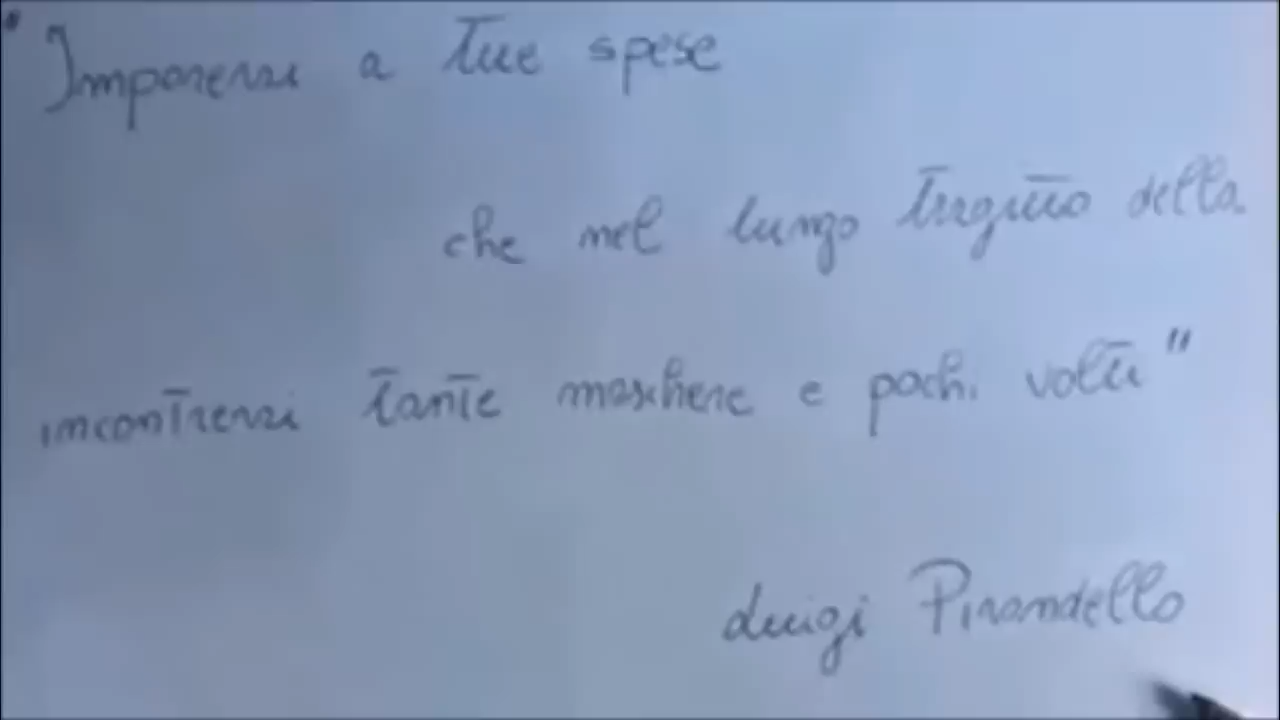 "Imparerai a tue spese
che nel lungo tragitto della
incontrerai tante maschere e pochi volti"
Luigi Pirandello